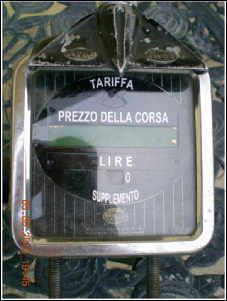 TARIFFA
PREZZO DELLA CORSA
LIRE
0
SUPPLEMENTO